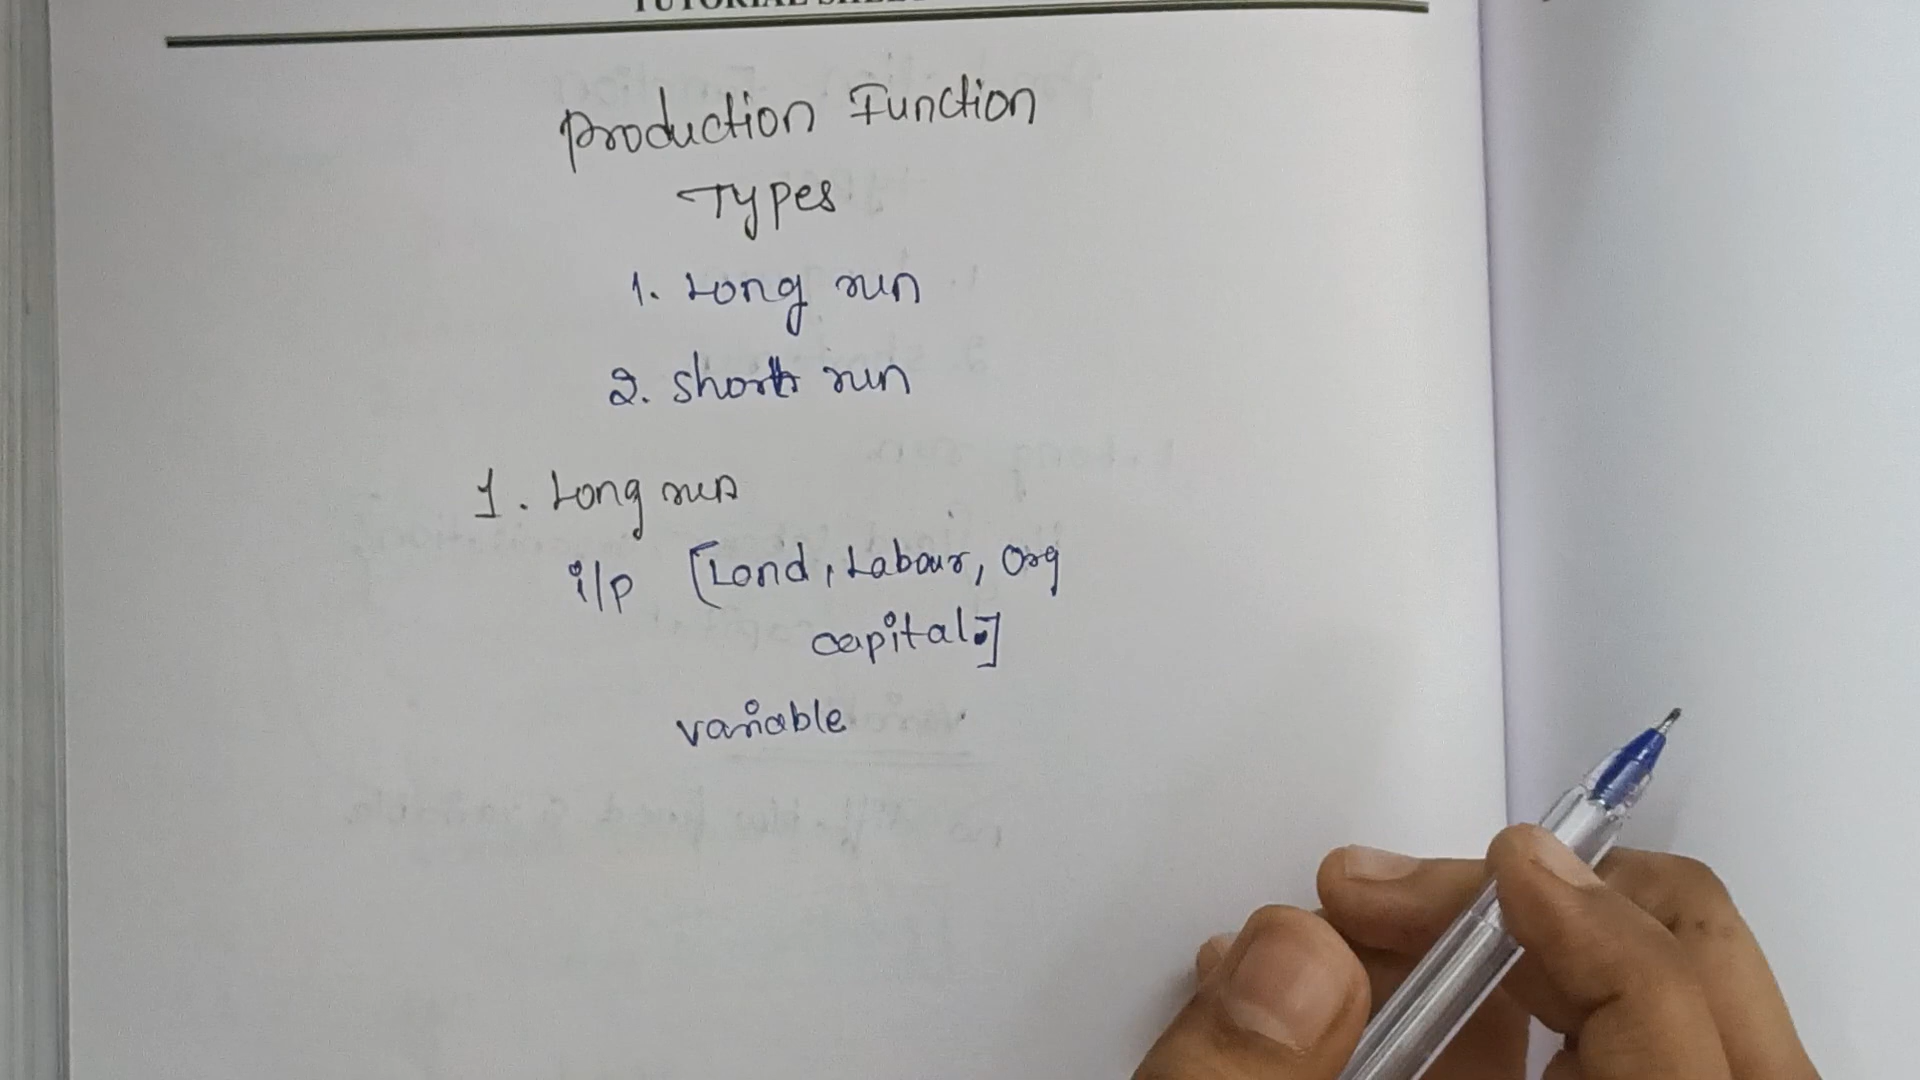 Production Function
Types
1. Long run
2. short run
1. Long run
i/p [Land, Labour, Org
capital.]
variable